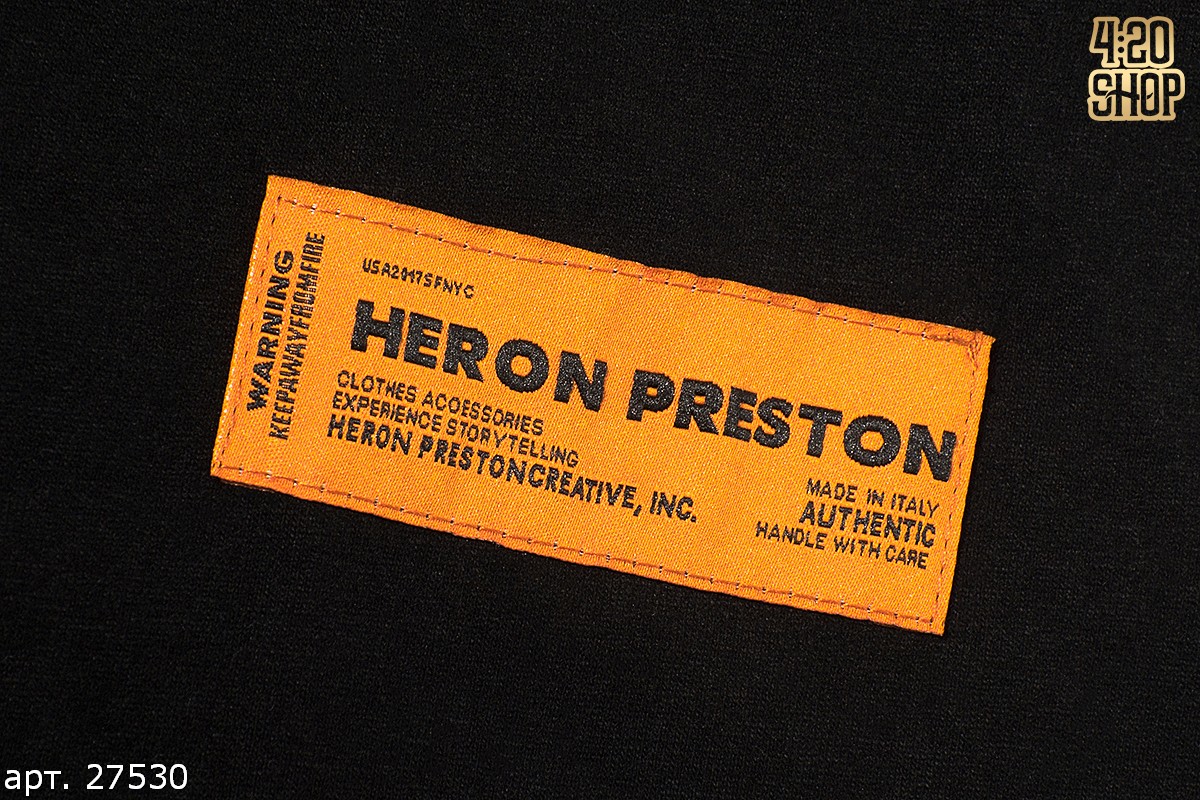 4:20
SHOP
WARNING
KEEPAWAYFROMFIRE
USA2017SFNYC
HERON PRESTON
CLOTHES ACOESSORIES
EXPERIENCE STORYTELLING
HERON PRESTONCREATIVE, INC.
MADE IN ITALY
AUTHENTIC
HANDLE WITH CARE
арт. 27530